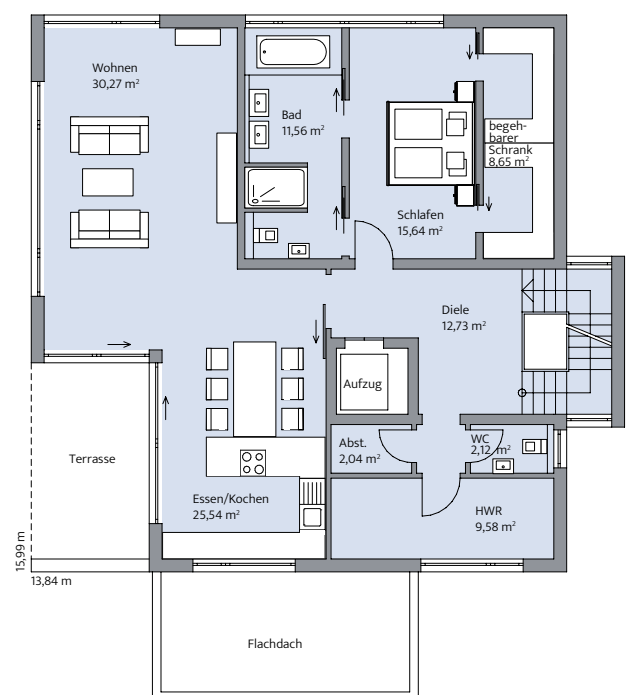 Wohnen
30,27 m²
Bad
11,56 m²
begeh-
barer
Schrank
8,65 m²
Schlafen
15,64 m²
Diele
12,73 m²
Aufzug
Abst.
2,04 m²
WC
2,12 m²
Terrasse
Essen/Kochen
25,54 m²
HWR
9,58 m²
15,99 m
13,84 m
Flachdach